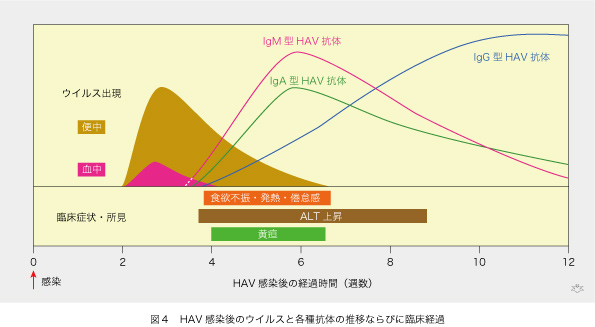 IgM 型 HAV 抗体
IgG 型 HAV 抗体
IgA 型 HAV 抗体
ウイルス出現
便中
血中
臨床症状・所見
食欲不振・発熱・倦怠感
ALT 上昇
黄疸
0 2 4 6 8 10 12
感染
HAV 感染後の経過時間（週数）
図４ HAV 感染後のウイルスと各種抗体の推移ならびに臨床経過